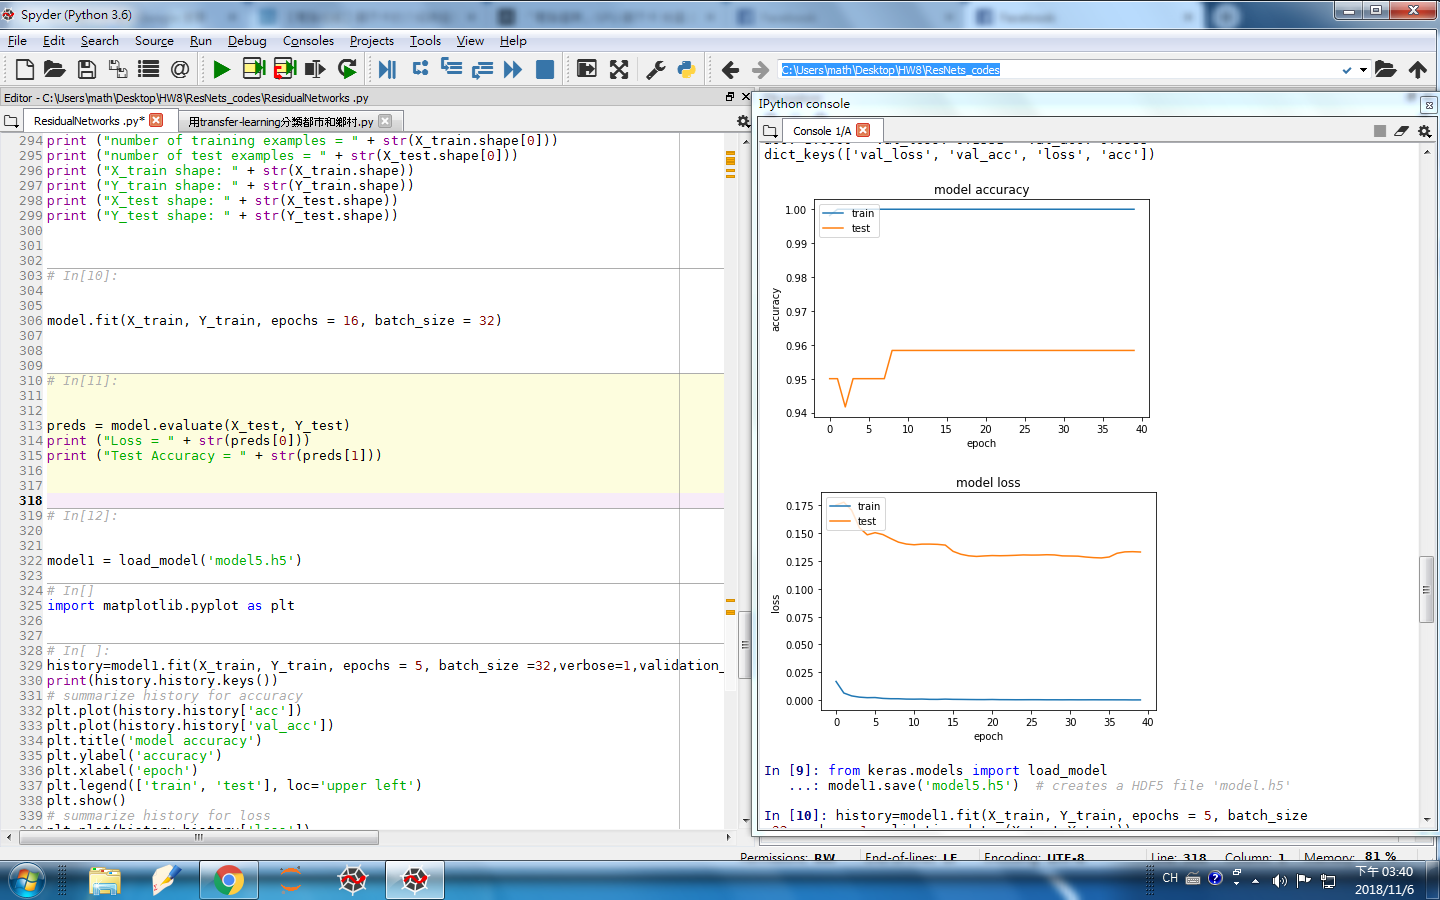 Spyder (Python 3.6)
File Edit Search Source Run Debug Consoles Projects Tools View Help
C:\Users\math\Desktop\HW8\ResNets_codes
Editor - C:\Users\math\Desktop\HW8\ResNets_codes\ResidualNetworks .py
ResidualNetworks .py*
用transfer-learning分類都市和鄉村.py
294 print ("number of training examples = " + str(X_train.shape[0]))
295 print ("number of test examples = " + str(X_test.shape[0]))
296 print ("X_train shape: " + str(X_train.shape))
297 print ("Y_train shape: " + str(Y_train.shape))
298 print ("X_test shape: " + str(X_test.shape))
299 print ("Y_test shape: " + str(Y_test.shape))
300
301
302
303 # In[10]:
304
305
306 model.fit(X_train, Y_train, epochs = 16, batch_size = 32)
307
308
309
310 # In[11]:
311
312
313 preds = model.evaluate(X_test, Y_test)
314 print ("Loss = " + str(preds[0]))
315 print ("Test Accuracy = " + str(preds[1]))
316
317
318
319 # In[12]:
320
321
322 model1 = load_model('model5.h5')
323
324 # In[]
325 import matplotlib.pyplot as plt
326
327
328 # In[ ]:
329 history=model1.fit(X_train, Y_train, epochs = 5, batch_size =32,verbose=1,validation_
330 print(history.history.keys())
331 # summarize history for accuracy
332 plt.plot(history.history['acc'])
333 plt.plot(history.history['val_acc'])
334 plt.title('model accuracy')
335 plt.ylabel('accuracy')
336 plt.xlabel('epoch')
337 plt.legend(['train', 'test'], loc='upper left')
338 plt.show()
339 # summarize history for loss
IPython console
Console 1/A
dict_keys(['val_loss', 'val_acc', 'loss', 'acc'])
model accuracy
train
test
1.00
0.99
0.98
0.97
0.96
0.95
0.94
accuracy
0 5 10 15 20 25 30 35 40
epoch
model loss
train
test
0.175
0.150
0.125
0.100
0.075
0.050
0.025
0.000
loss
0 5 10 15 20 25 30 35 40
epoch
In [9]: from keras.models import load_model
...: model1.save('model5.h5')  # creates a HDF5 file 'model.h5'
In [10]: history=model1.fit(X_train, Y_train, epochs = 5, batch_size
Permissions: RW End-of-lines: LF Encoding: UTF-8 Line: 318 Column: 1 Memory: 81 %
CH
下午 03:40
2018/11/6